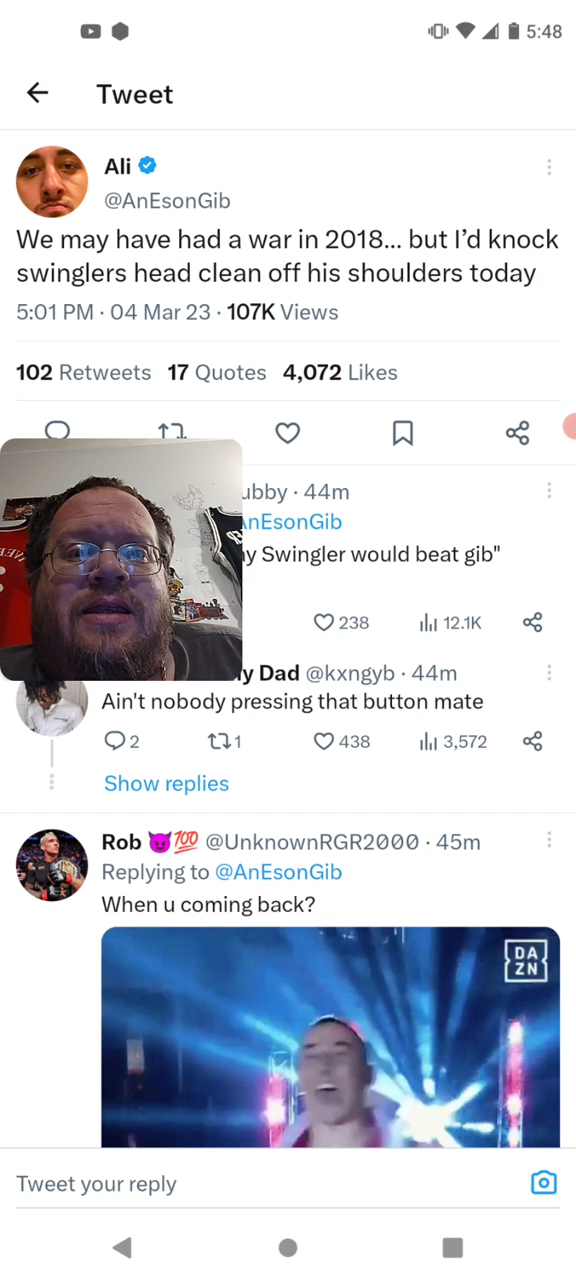 5:48
Tweet
Ali
@AnEsonGib
We may have had a war in 2018... but I'd knock
swinglers head clean off his shoulders today
5:01 PM · 04 Mar 23 · 107K Views
102 Retweets 17 Quotes 4,072 Likes
ubby · 44m
nEsonGib
y Swingler would beat gib"
238 12.1K
y Dad @kxngyb · 44m
Ain't nobody pressing that button mate
2 1 438 3,572
Show replies
Rob 😈💯 @UnknownRGR2000 · 45m
Replying to @AnEsonGib
When u coming back?
DA
ZN
Tweet your reply